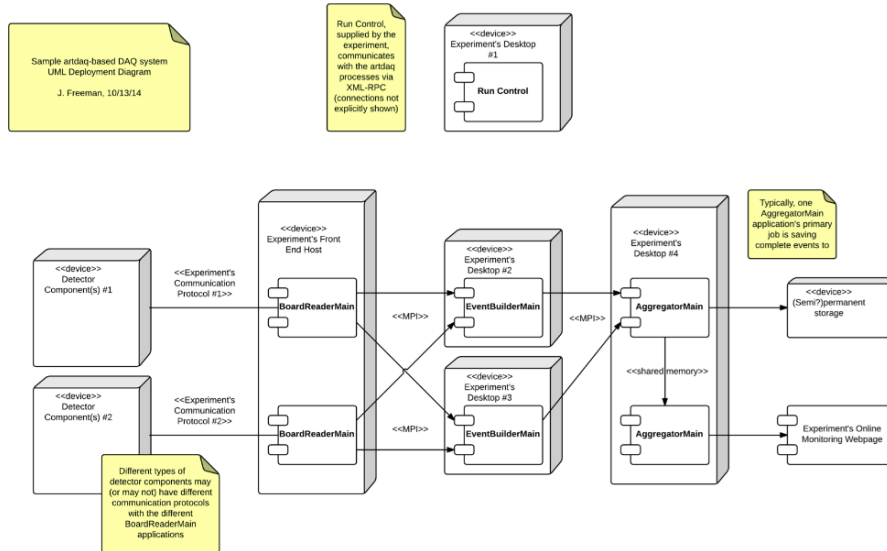 Sample artdaq-based DAQ system
UML Deployment Diagram
J. Freeman, 10/13/14
Run Control,
supplied by the
experiment,
communicates
with the artdaq
processes via
XML-RPC
(connections not
explicitly shown)
<<device>>
Experiment's Desktop
#1
Run Control
<<device>>
Detector
Component(s) #1
<<Experiment's
Communication
Protocol #1>>
<<device>>
Experiment's Front
End Host
BoardReaderMain
<<MPI>>
<<device>>
Experiment's
Desktop #2
EventBuilderMain
<<MPI>>
<<device>>
Experiment's
Desktop #4
AggregatorMain
Typically, one
AggregatorMain
application's primary
job is saving
complete events to
<<device>>
(Semi?)permanent
storage
<<device>>
Detector
Component(s) #2
<<Experiment's
Communication
Protocol #2>>
BoardReaderMain
<<MPI>>
<<device>>
Experiment's
Desktop #3
EventBuilderMain
<<shared memory>>
AggregatorMain
Experiment's Online
Monitoring Webpage
Different types of
detector components may
(or may not) have different
communication protocols
with the different
BoardReaderMain
applications